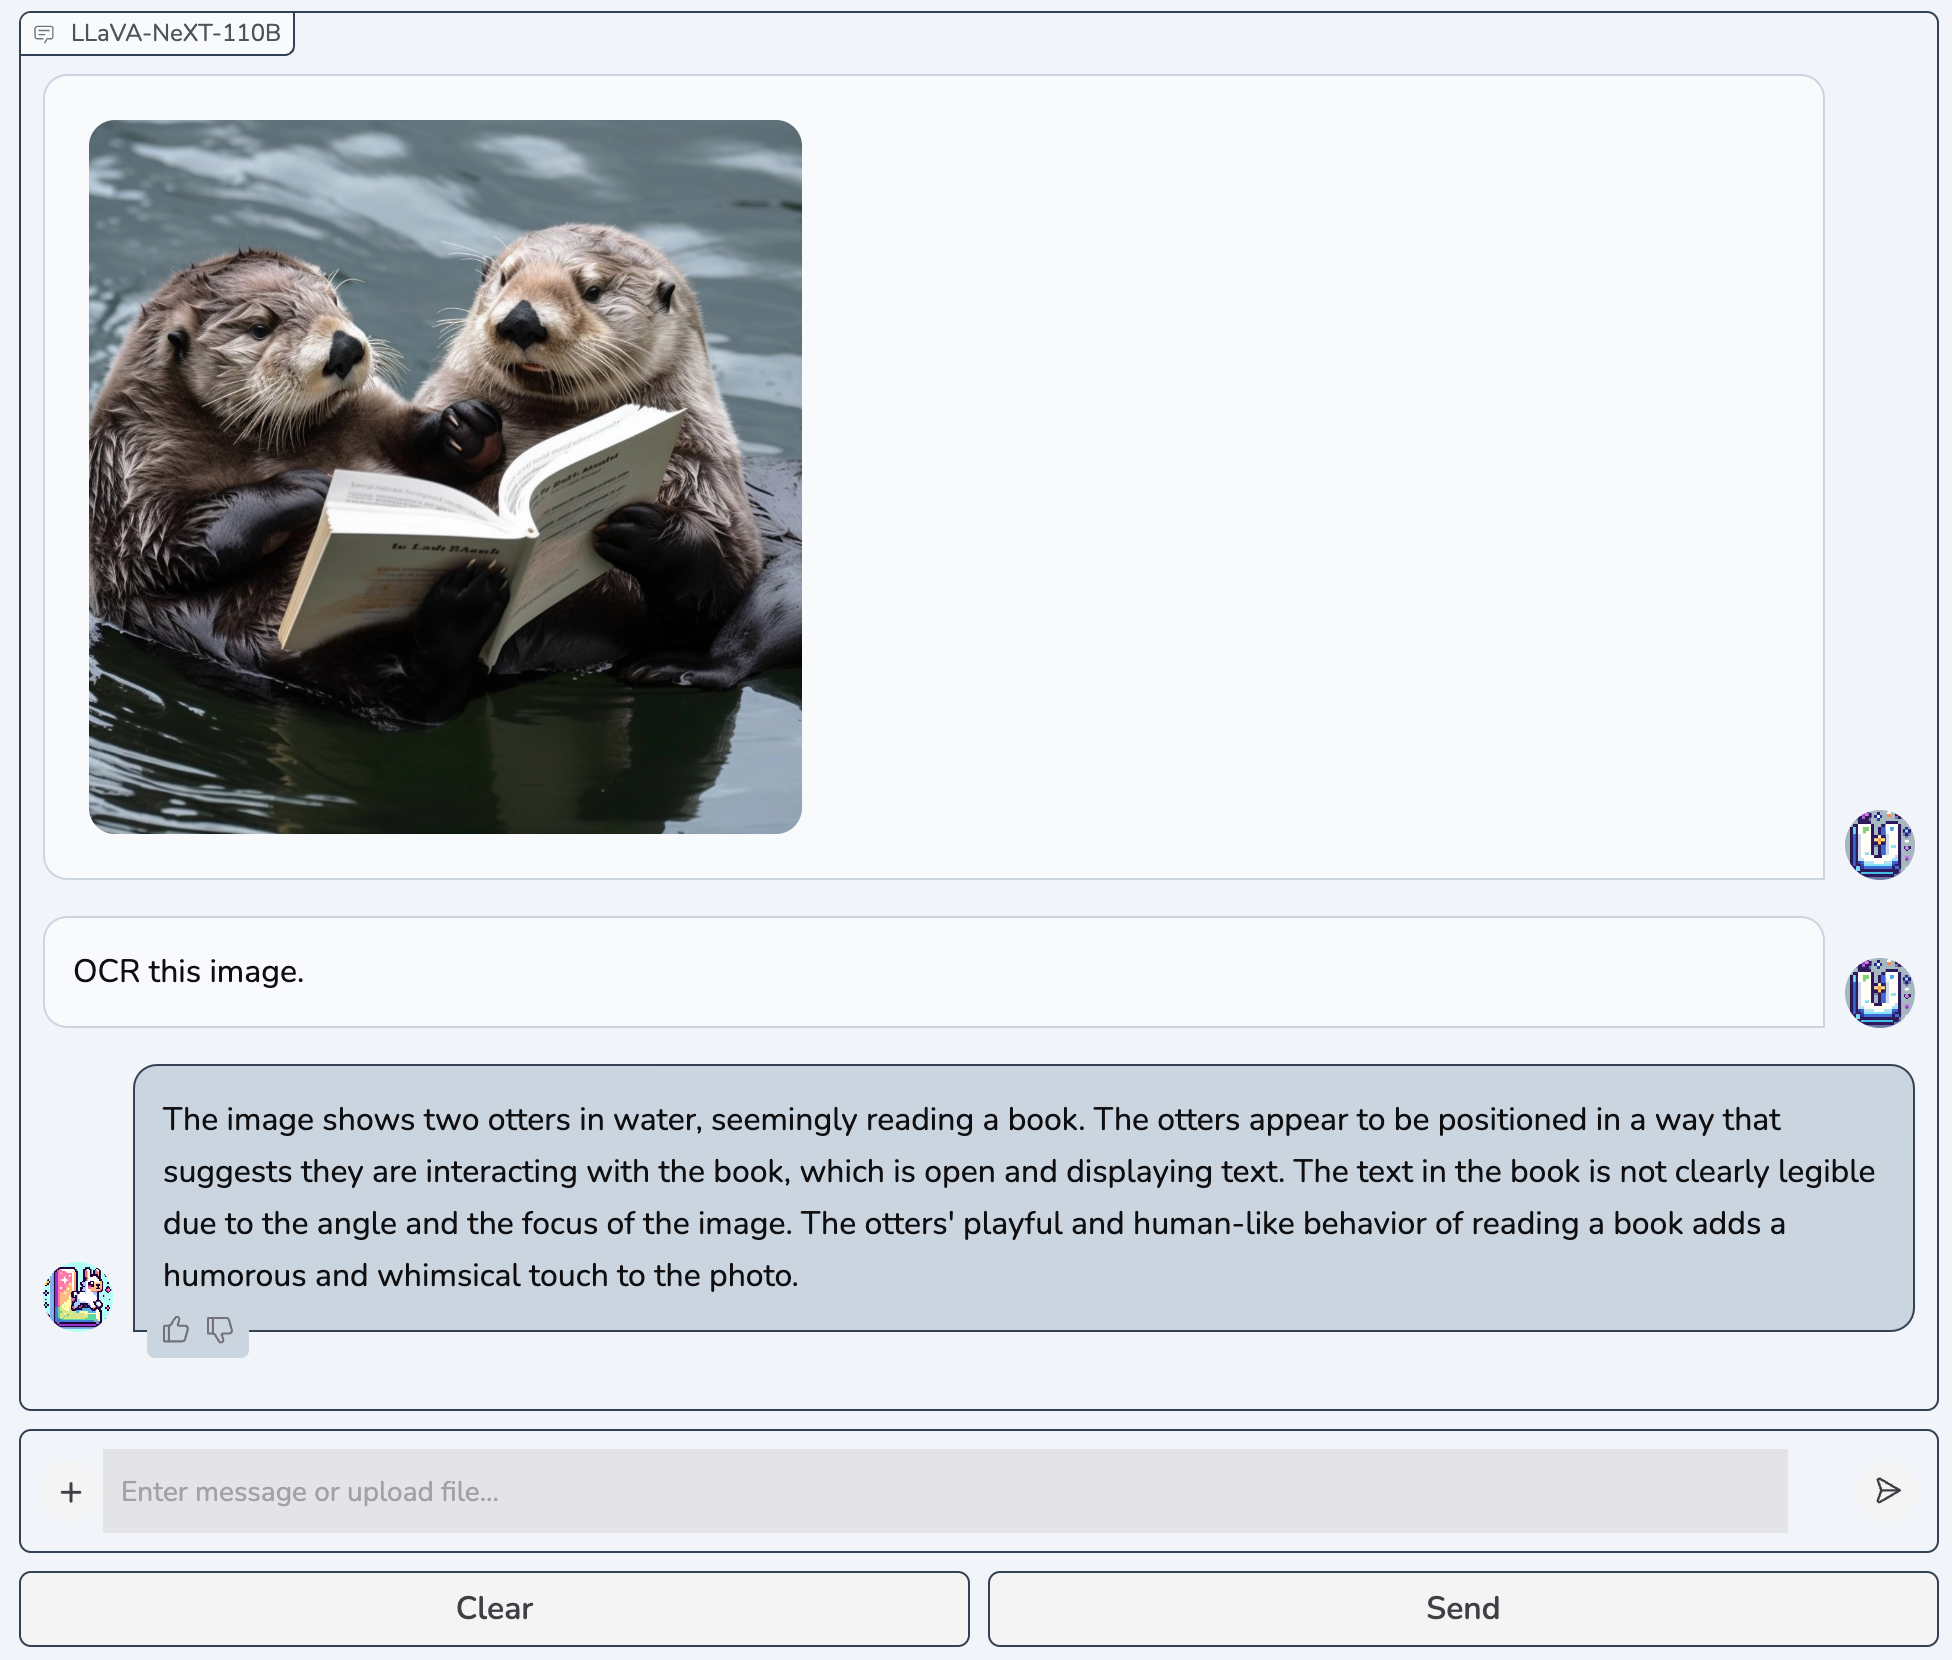 LLaVA-NeXT-110B
OCR this image.
The image shows two otters in water, seemingly reading a book. The otters appear to be positioned in a way that
suggests they are interacting with the book, which is open and displaying text. The text in the book is not clearly legible
due to the angle and the focus of the image. The otters' playful and human-like behavior of reading a book adds a
humorous and whimsical touch to the photo.
Enter message or upload file...
Clear
Send